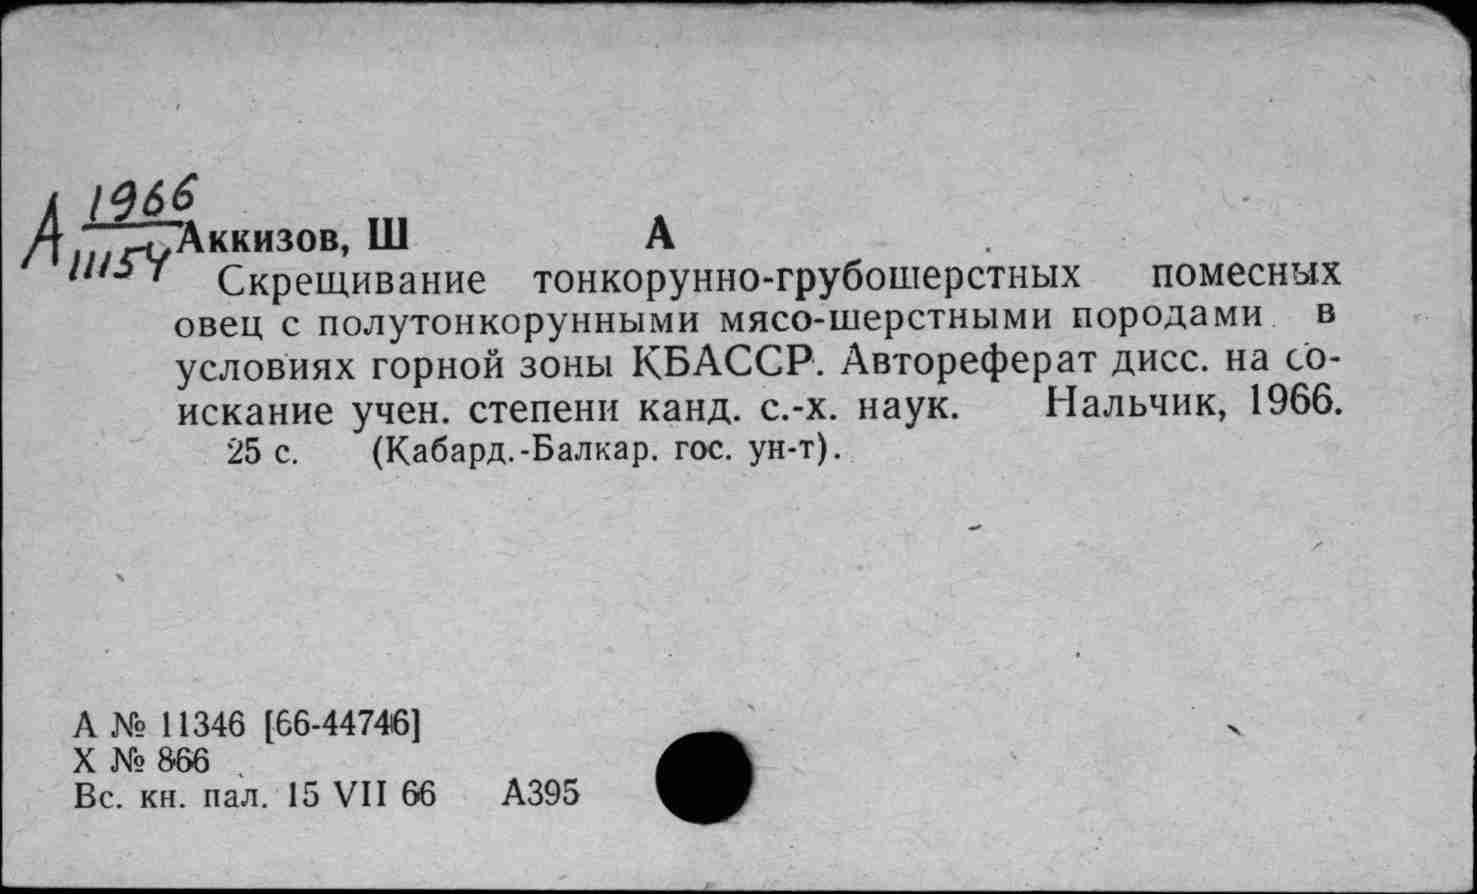 А 1966
11154
Аккизов, Ш А
Скрещивание тонкорунно-грубошерстных помесных
овец с полутонкорунными мясо-шерстными породами в
условиях горной зоны КБАССР. Автореферат дисс. на со-
искание учен. степени канд. с.-х. наук. Нальчик, 1966.
25 с. (Кабард.-Балкар. гос. ун-т).
А № 11346 [66-44746]
Х № 866
Вс. кн. пал. 15 VII 66 А395